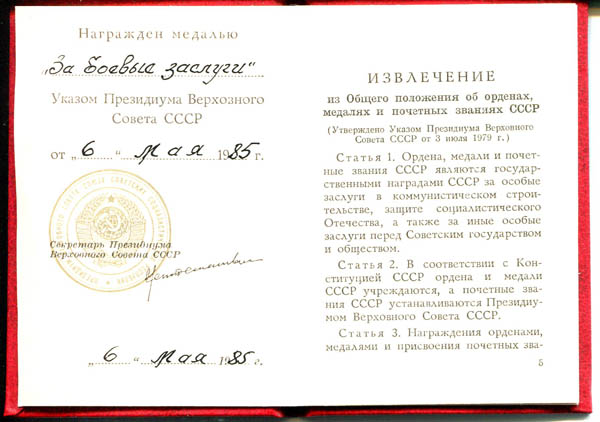 Награжден медалью
„За боевые заслуги“
Указом Президиума Верховного
Совета СССР
от „6“ Мая 1985 г.
Секретарь Президиума
Верховного Совета СССР
„6“ Мая 1985 г.
ИЗВЛЕЧЕНИЕ
из Общего положения об орденах,
медалях и почетных званиях СССР
(Утверждено Указом Президиума Верховного
Совета СССР от 3 июля 1979 г.)
Статья 1. Ордена, медали и почет-
ные звания СССР являются государ-
ственными наградами СССР за особые
заслуги в коммунистическом строи-
тельстве, защите социалистического
Отечества, а также за иные особые
заслуги перед Советским государством
и обществом.
Статья 2. В соответствии с Кон-
ституцией СССР ордена и медали
СССР учреждаются, а почетные зва-
ния СССР устанавливаются Президиу-
мом Верховного Совета СССР.
Статья 3. Награждения орденами,
медалями и присвоения почетных зва-
5